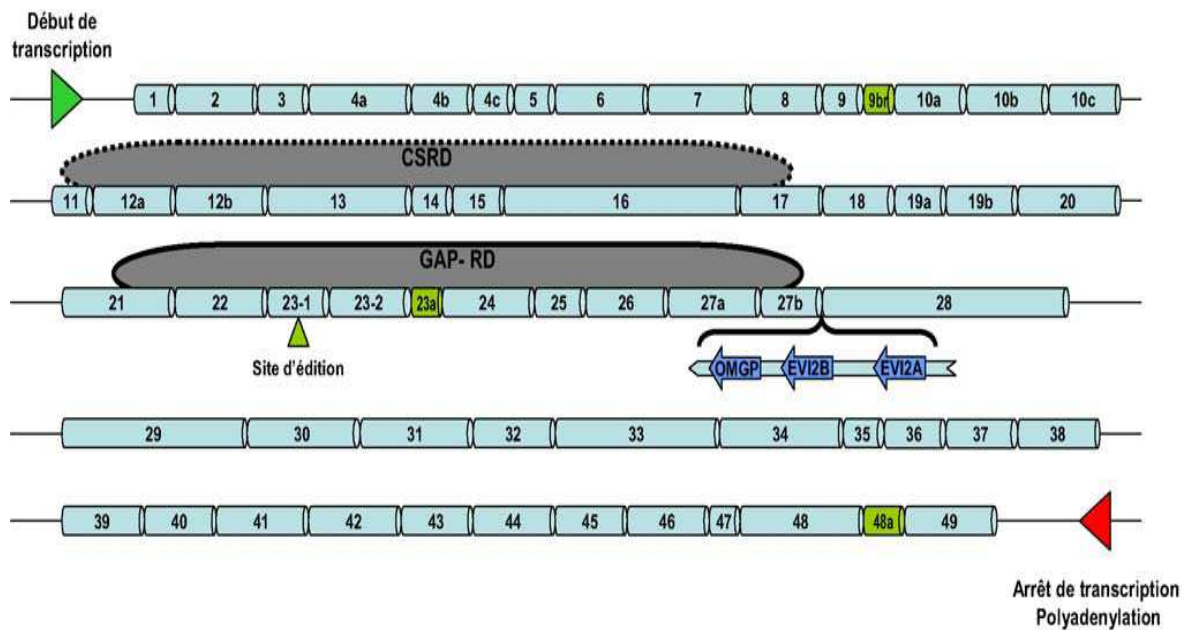 Début de
transcription
1 2 3 4a 4b 4c 5 6 7 8 9 9br 10a 10b 10c
CSRD
11 12a 12b 13 14 15 16 17 18 19a 19b 20
GAP- RD
21 22 23-1 23-2 23a 24 25 26 27a 27b 28
Site d'édition
OMGP EVI2B EVI2A
29 30 31 32 33 34 35 36 37 38
39 40 41 42 43 44 45 46 47 48 48a 49
Arrêt de transcription
Polyadenylation